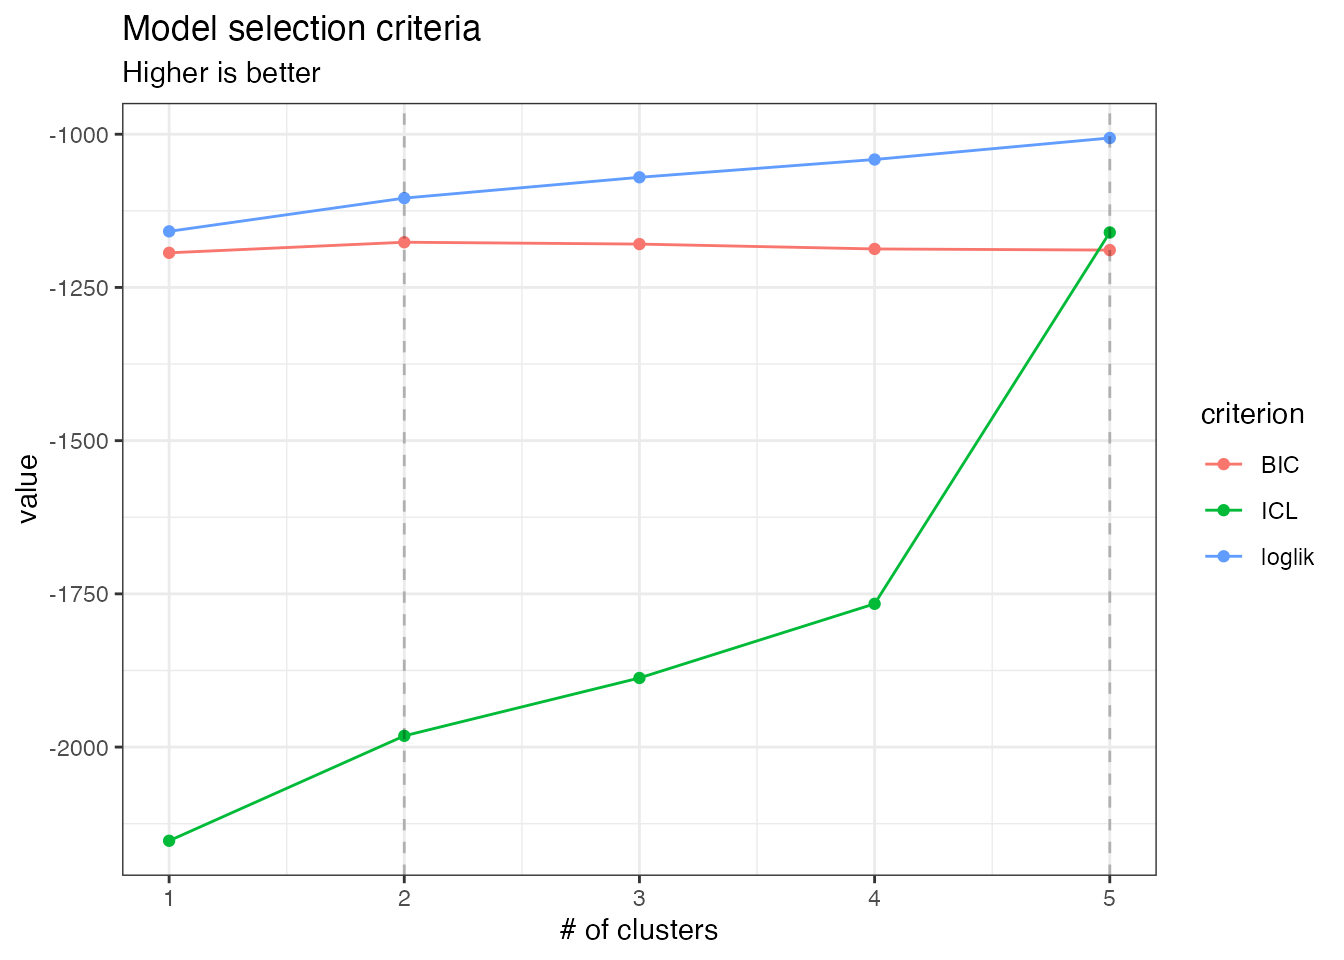 Model selection criteria
Higher is better
-1000
-1250
-1500
-1750
-2000
value
1 2 3 4 5
# of clusters
criterion
BIC
ICL
loglik